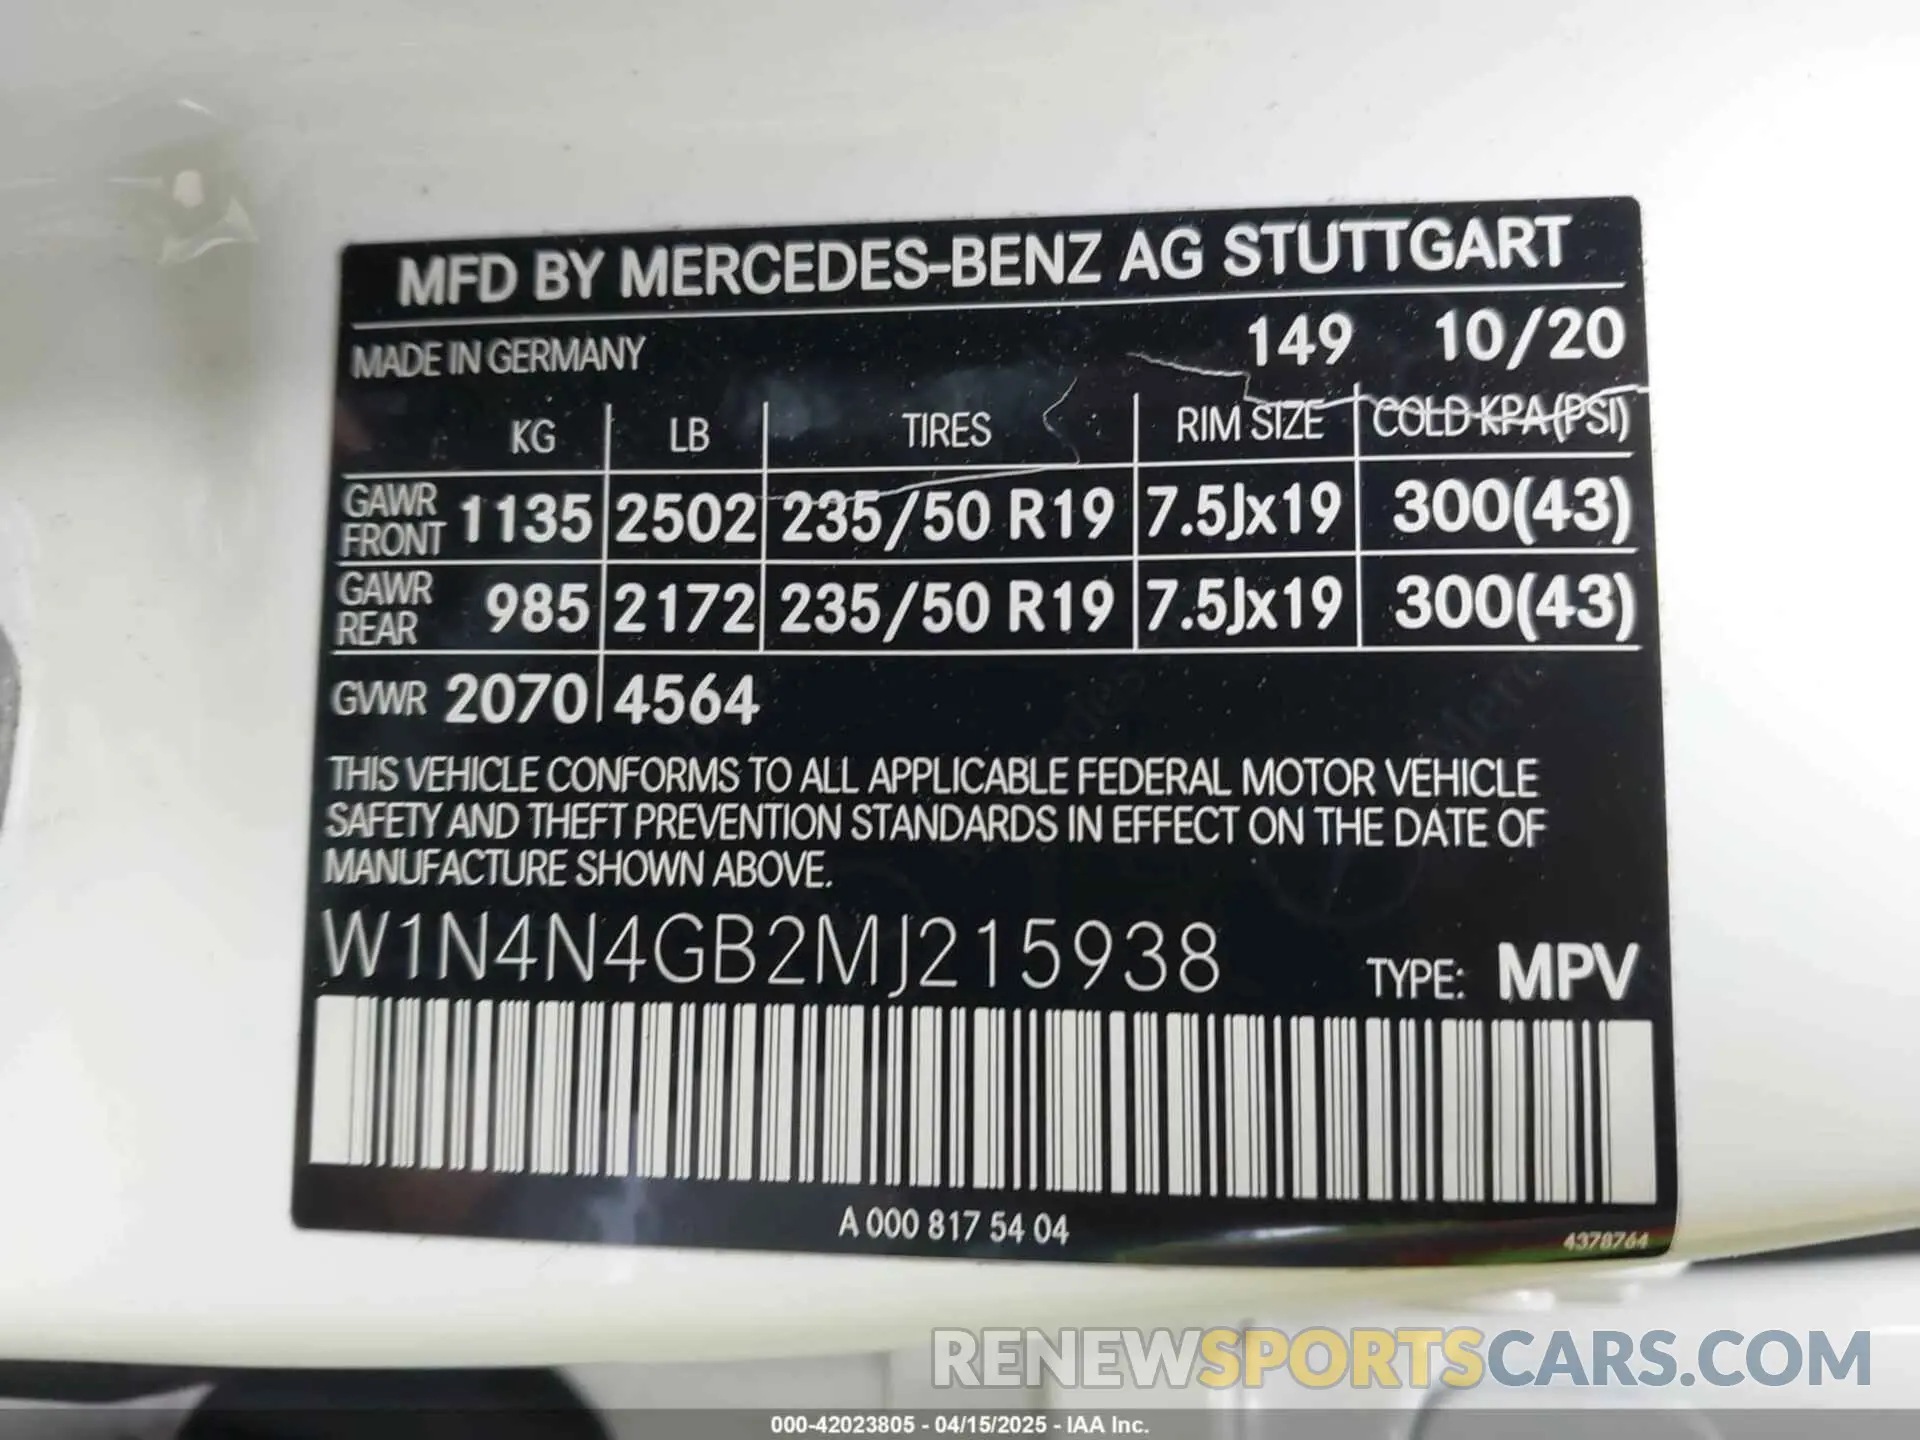 MFD BY MERCEDES-BENZ AG STUTTGART
MADE IN GERMANY 149 10/20
KG LB TIRES RIM SIZE COLD KPA (PSI)
GAWR FRONT 1135 2502 235/50 R19 7.5Jx19 300(43)
GAWR REAR 985 2172 235/50 R19 7.5Jx19 300(43)
GVWR 2070 4564
THIS VEHICLE CONFORMS TO ALL APPLICABLE FEDERAL MOTOR VEHICLE
SAFETY AND THEFT PREVENTION STANDARDS IN EFFECT ON THE DATE OF
MANUFACTURE SHOWN ABOVE.
W1N4N4GB2MJ215938 TYPE: MPV
A 000 817 54 04
4378764
RENEWSPORTSCARS.COM
000-42023805 - 04/15/2025 - IAA Inc.